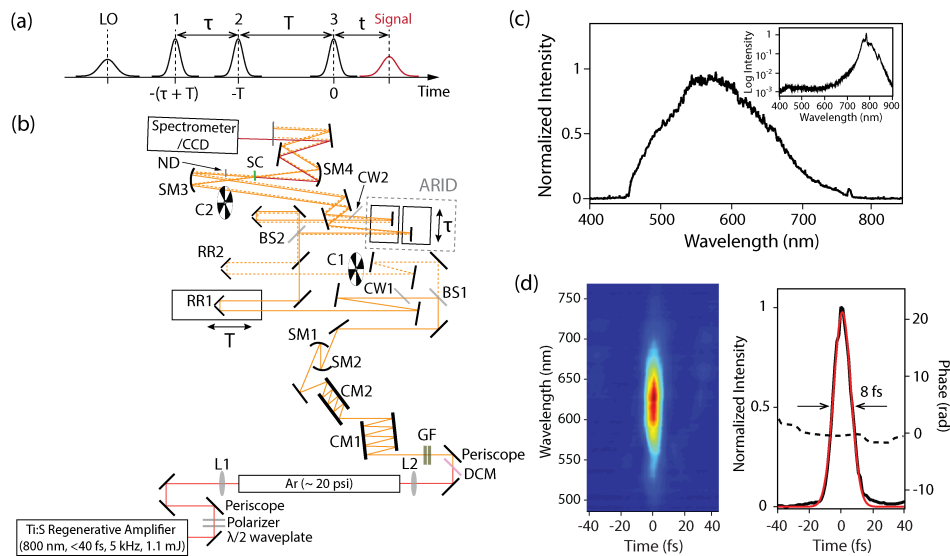 (a)
LO
1
τ
2
T
3
t
Signal
-(τ + T)
-T
0
Time
(b)
Spectrometer
/CCD
ND
SC
SM3
SM4
C2
CW2
ARID
τ
BS2
RR2
C1
RR1
CW1
BS1
T
SM1
SM2
CM2
CM1
GF
Periscope
DCM
L1
L2
Ar (~ 20 psi)
Periscope
Polarizer
λ/2 waveplate
Ti:S Regenerative Amplifier
(800 nm, <40 fs, 5 kHz, 1.1 mJ)
(c)
Normalized Intensity
1
0.5
0
400 500 600 700 800
Wavelength (nm)
Log Intensity
1
10-1
10-2
10-3
400 500 600 700 800 900
Wavelength (nm)
(d)
Wavelength (nm)
750
700
650
600
550
500
-40 -20 0 20 40
Time (fs)
Normalized Intensity
1
0.5
0
8 fs
20
10
0
-10
Phase (rad)
-40 -20 0 20 40
Time (fs)